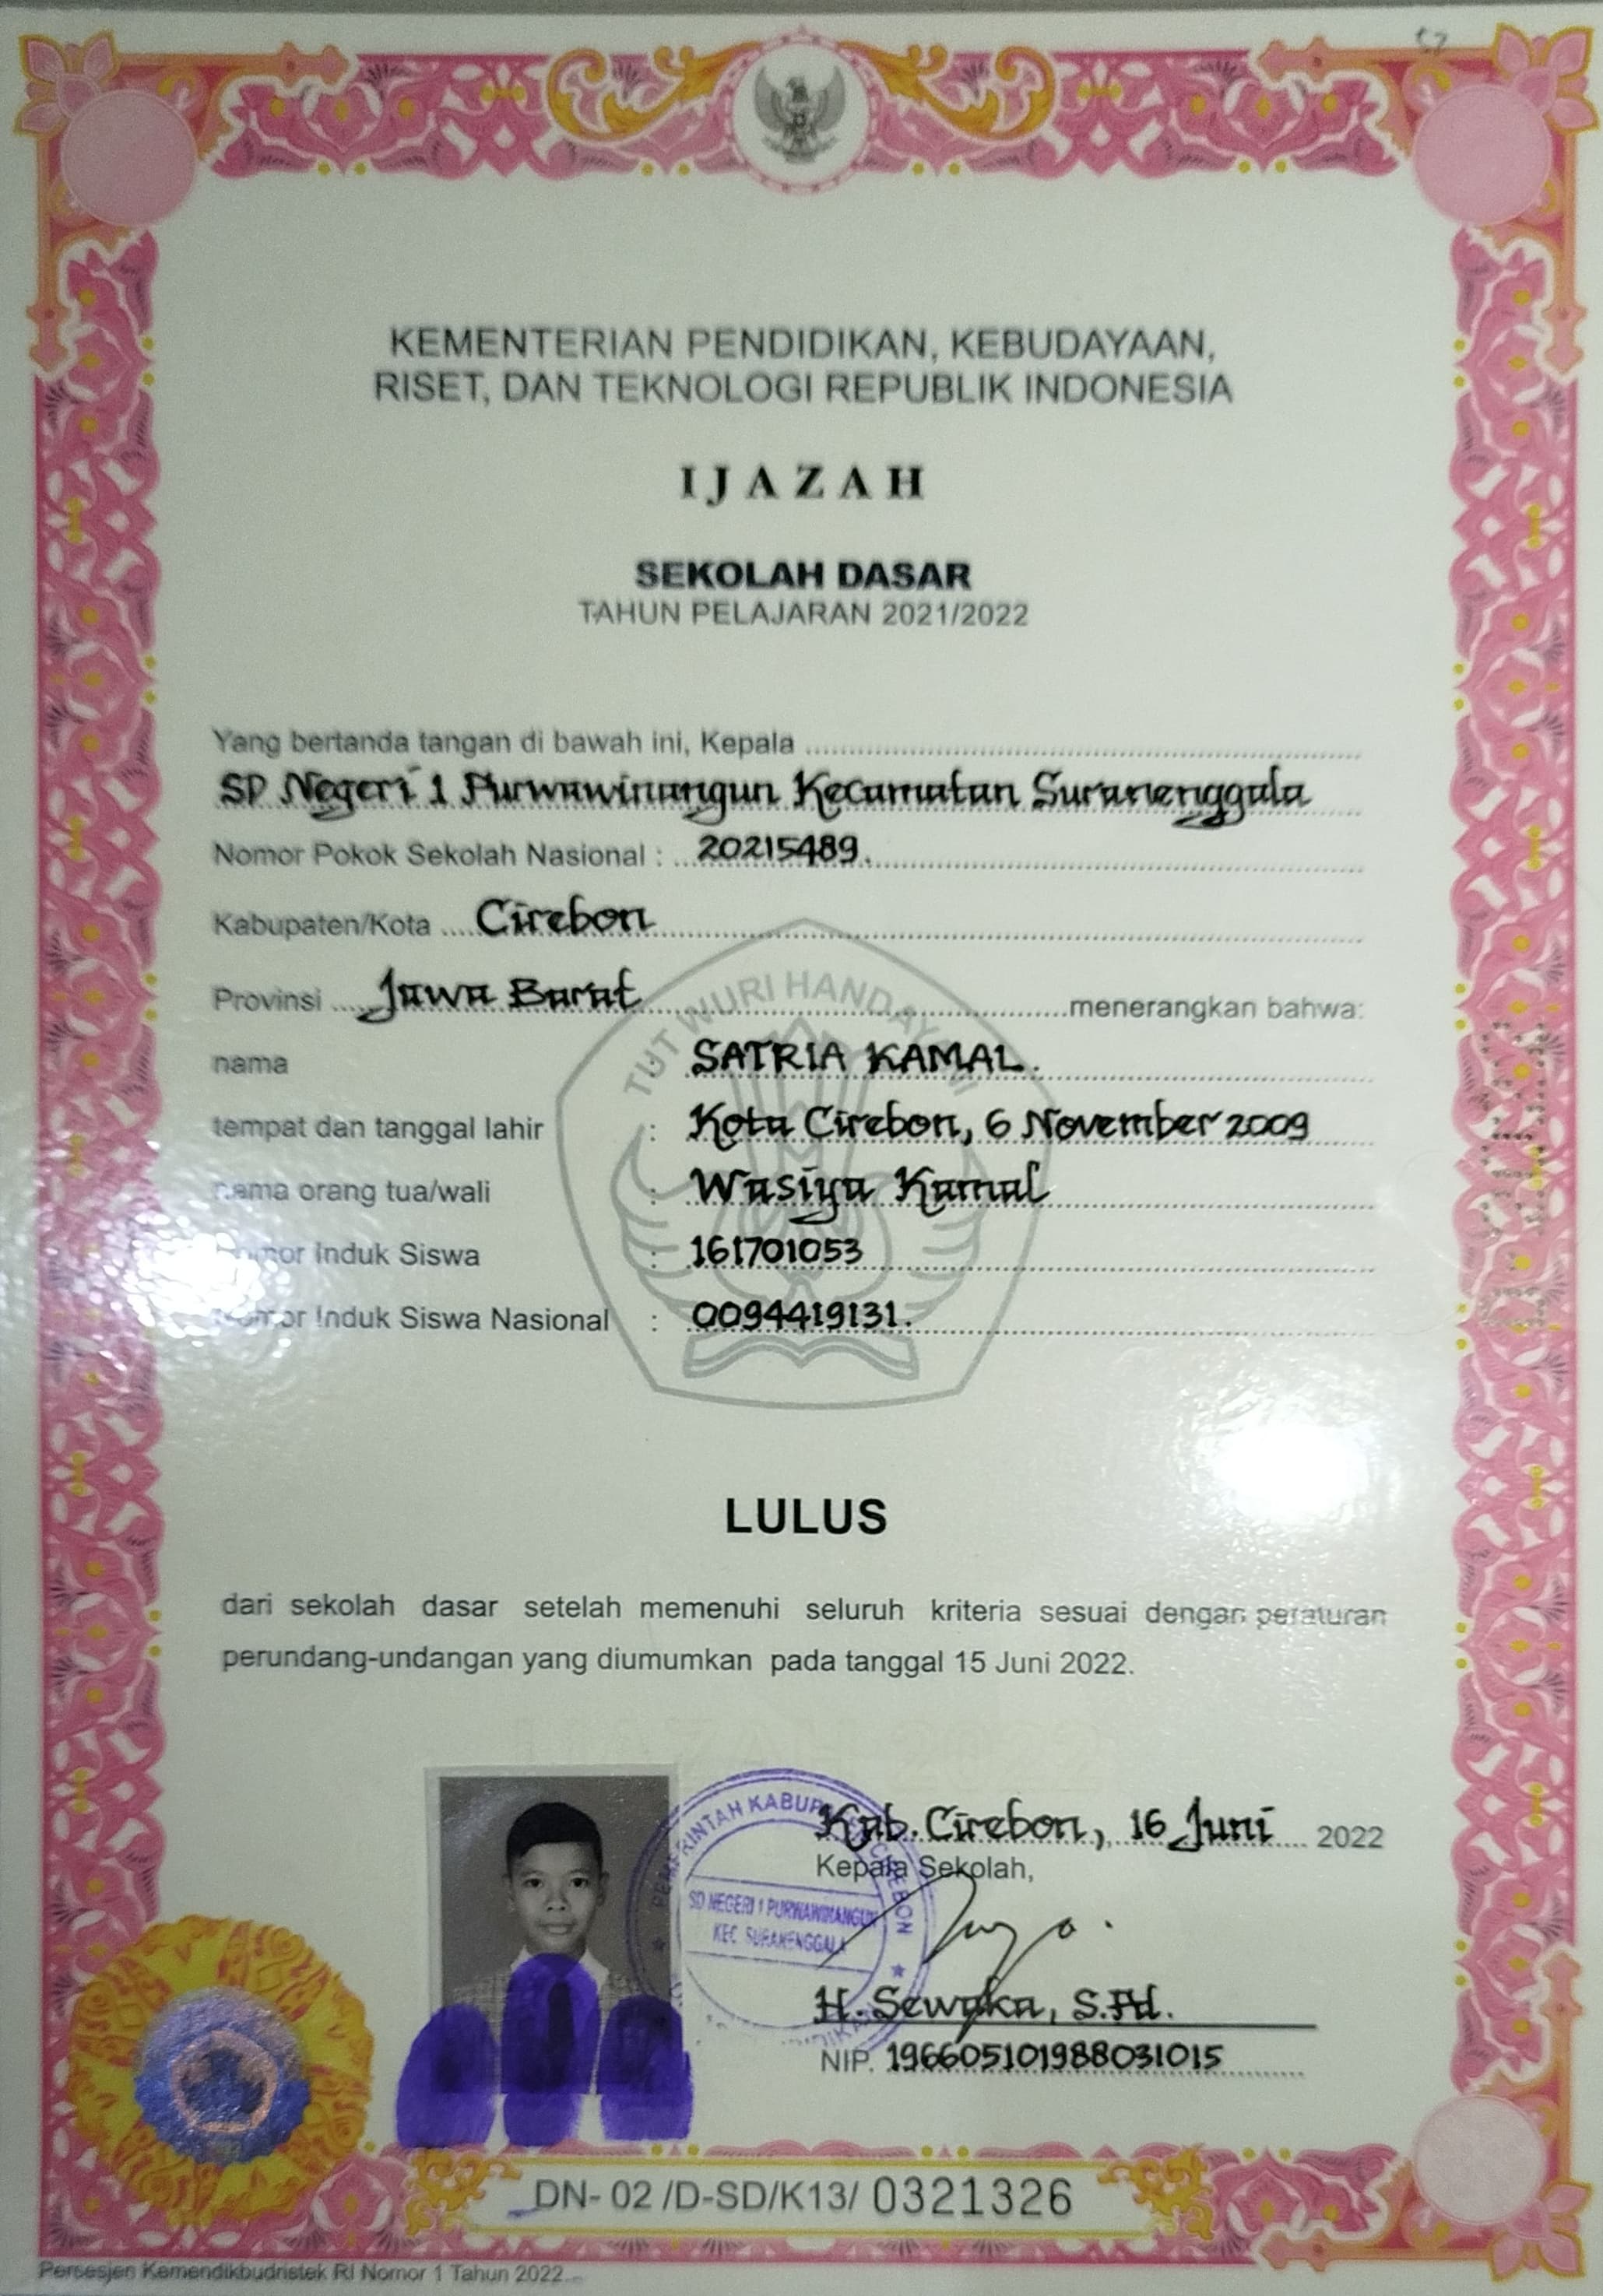 KEMENTERIAN PENDIDIKAN, KEBUDAYAAN,
RISET, DAN TEKNOLOGI REPUBLIK INDONESIA
IJAZAH
SEKOLAH DASAR
TAHUN PELAJARAN 2021/2022
Yang bertanda tangan di bawah ini, Kepala
SD Negeri 1 Purwawinangun Kecamatan Suranenggala
Nomor Pokok Sekolah Nasional : 20215489.
Kabupaten/Kota Cirebon
Provinsi Jawa Barat menerangkan bahwa:
TUT WURI HANDAYANI
nama : SATRIA KAMAL.
tempat dan tanggal lahir : Kota Cirebon, 6 November 2009
nama orang tua/wali : Wasiya Kamal
Nomor Induk Siswa : 161701053
Nomor Induk Siswa Nasional : 0094419131.
LULUS
dari sekolah dasar setelah memenuhi seluruh kriteria sesuai dengan peraturan
perundang-undangan yang diumumkan pada tanggal 15 Juni 2022.
PEMERINTAH KABUPATEN CIREBON
SD NEGERI 1 PURWAWINANGUN
KEC. SURANENGGALA
Kab. Cirebon, 16 Juni 2022
Kepala Sekolah,
H. Sewaka, S.Pd.
NIP. 196605101988031015
DN- 02 /D-SD/K13/ 0321326
Persesjen Kemendikbudristek RI Nomor 1 Tahun 2022